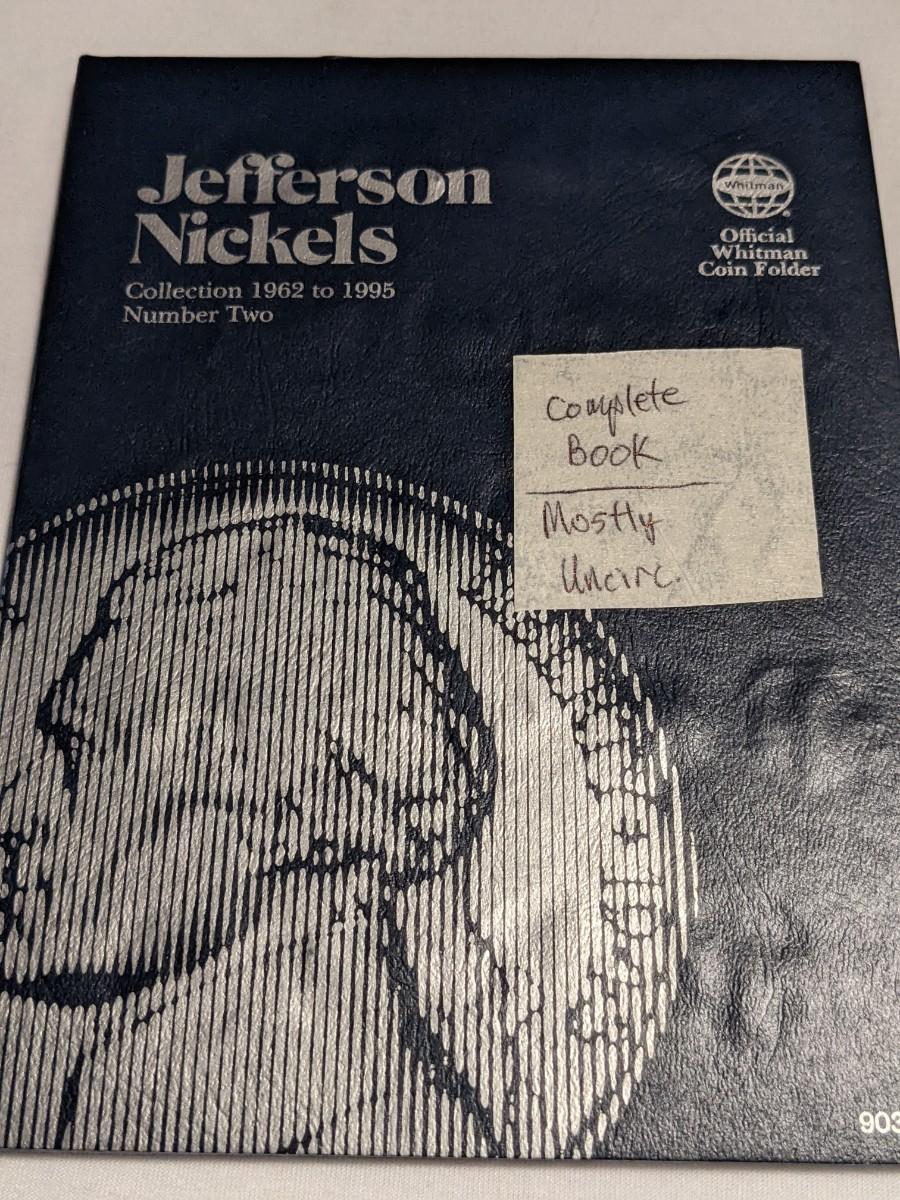 Jefferson
Nickels
Collection 1962 to 1995
Number Two
Whitman
Official
Whitman
Coin Folder
Complete
Book
Mostly
Uncirc.
903